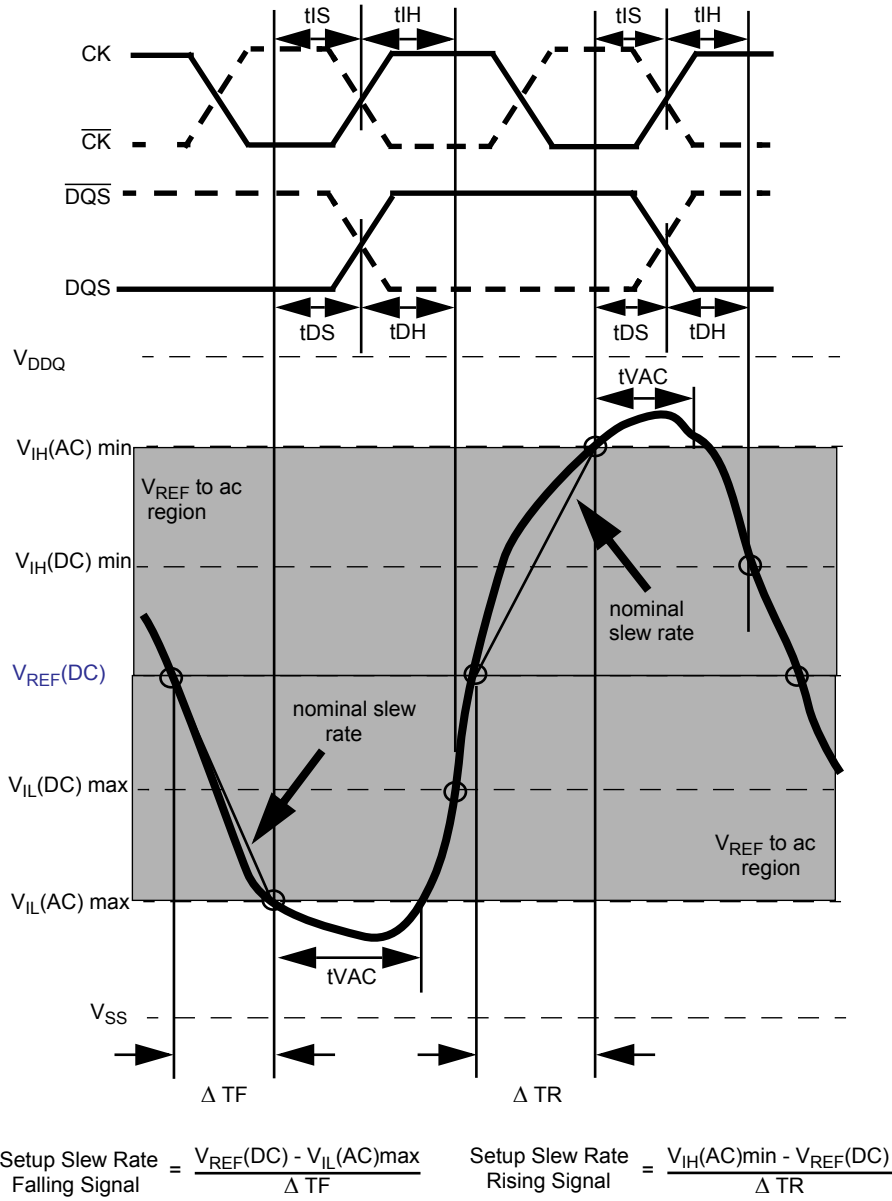 tIS tIH tIS tIH
CK
CK
DQS
DQS
tDS tDH tDS tDH
VDDQ
tVAC
VIH(AC) min
VREF to ac
region
VIH(DC) min
nominal
slew rate
VREF(DC)
nominal slew
rate
VIL(DC) max
VREF to ac
region
VIL(AC) max
tVAC
VSS
Δ TF Δ TR
Setup Slew Rate
Falling Signal
=
VREF(DC) - VIL(AC)max
Δ TF
Setup Slew Rate
Rising Signal
=
VIH(AC)min - VREF(DC)
Δ TR